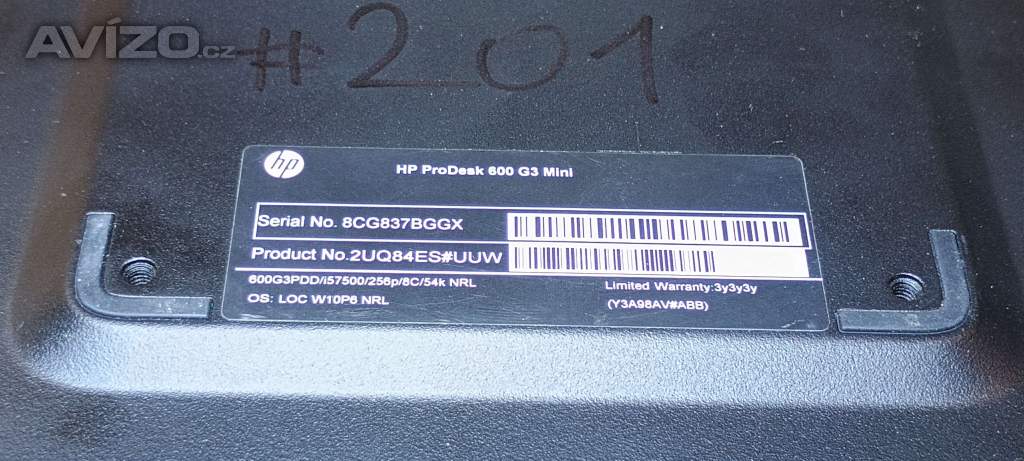 AVÍZO.cz
#201
hp
HP ProDesk 600 G3 Mini
Serial No. 8CG837BGGX
Product No.2UQ84ES#UUW
600G3PDD/i57500/256p/8C/54k NRL
Limited Warranty:3y3y3y
OS: LOC W10P6 NRL
(Y3A98AV#ABB)